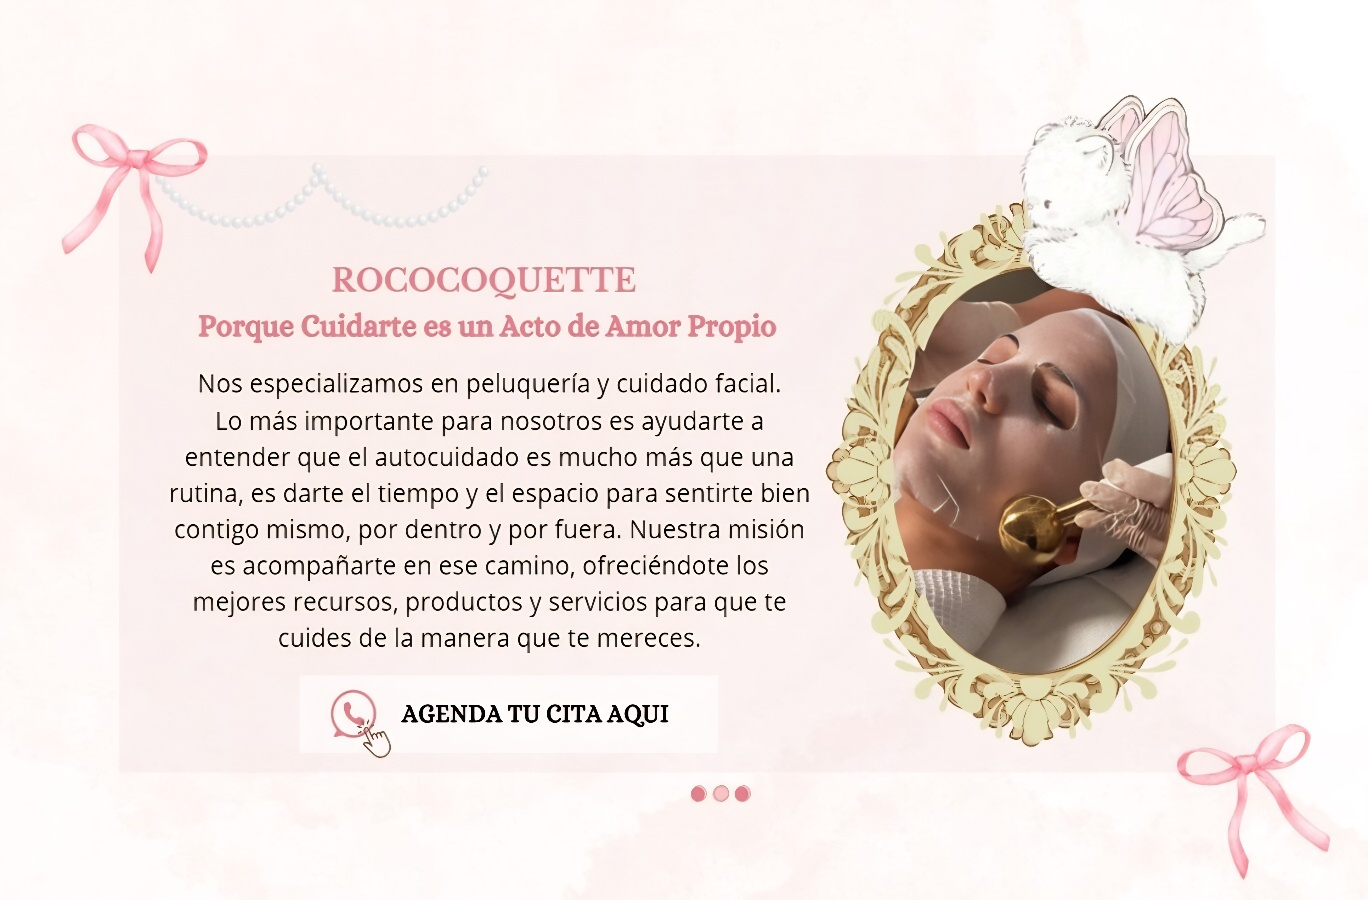 ROCOCOQUETTE
Porque Cuidarte es un Acto de Amor Propio
Nos especializamos en peluquería y cuidado facial.
Lo más importante para nosotros es ayudarte a
entender que el autocuidado es mucho más que una
rutina, es darte el tiempo y el espacio para sentirte bien
contigo mismo, por dentro y por fuera. Nuestra misión
es acompañarte en ese camino, ofreciéndote los
mejores recursos, productos y servicios para que te
cuides de la manera que te mereces.
AGENDA TU CITA AQUI